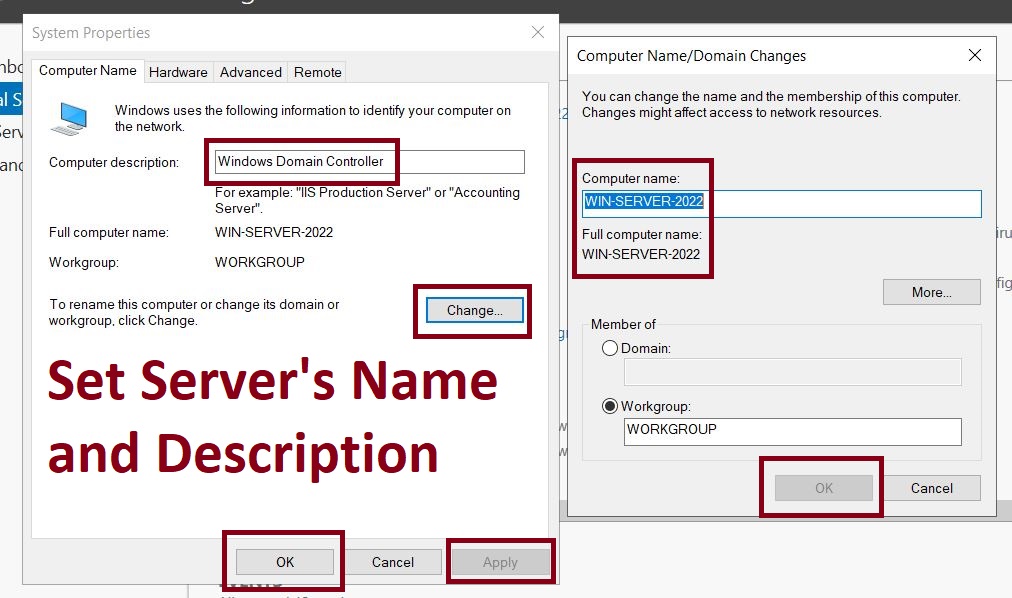 System Properties
Computer Name
Hardware
Advanced
Remote
Windows uses the following information to identify your computer on
the network.
Computer description:
Windows Domain Controller
For example: "IIS Production Server" or "Accounting
Server".
Full computer name:
WIN-SERVER-2022
Workgroup:
WORKGROUP
To rename this computer or change its domain or
workgroup, click Change.
Change...
Set Server's Name
and Description
OK
Cancel
Apply
Computer Name/Domain Changes
You can change the name and the membership of this computer.
Changes might affect access to network resources.
Computer name:
WIN-SERVER-2022
Full computer name:
WIN-SERVER-2022
More...
Member of
Domain:
Workgroup:
WORKGROUP
OK
Cancel